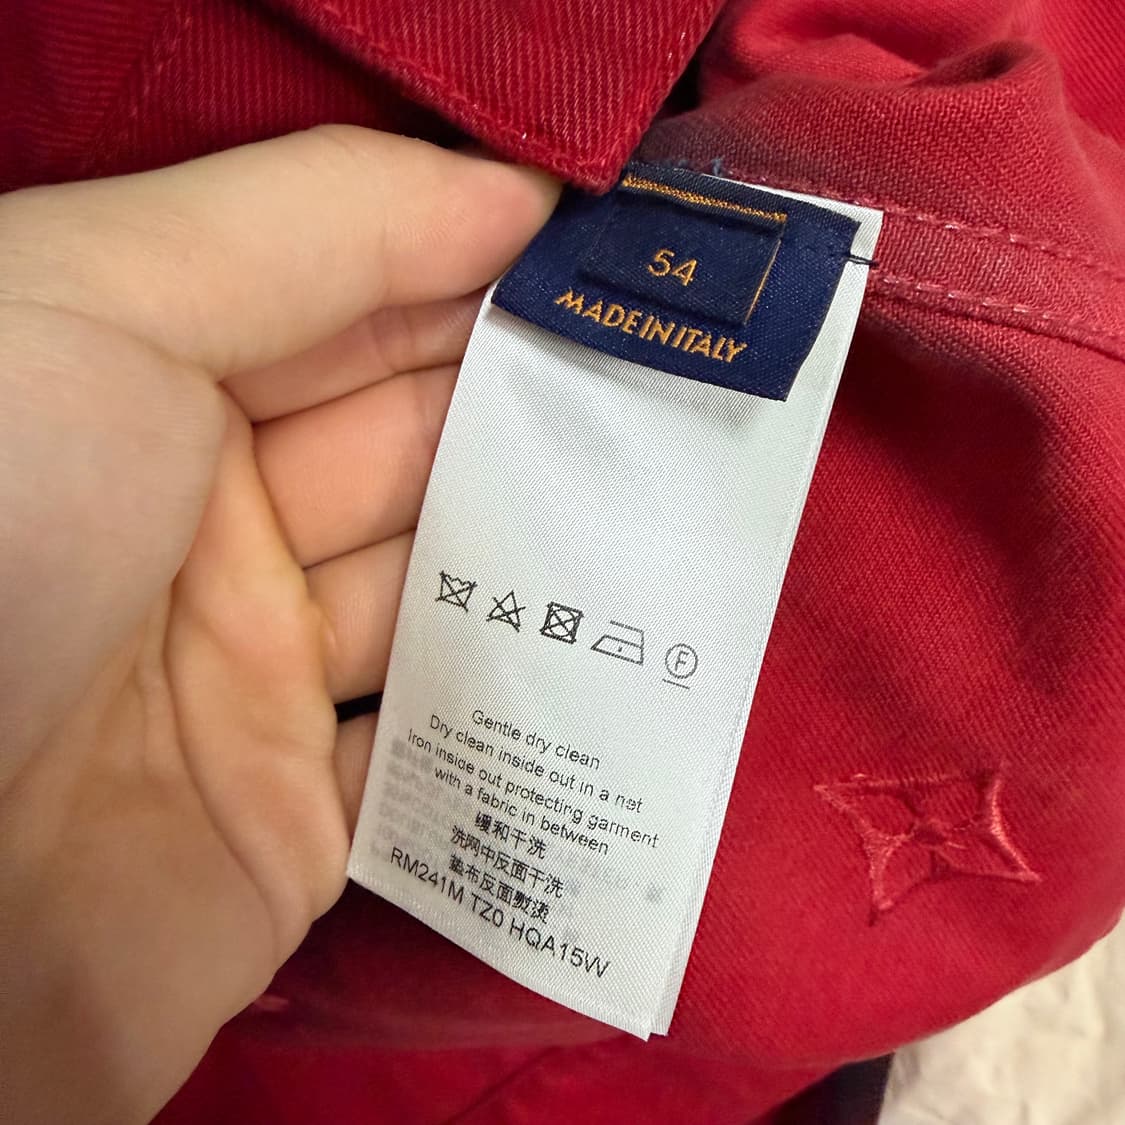 54
MADE IN ITALY
F
Gentle dry clean
Dry clean inside out in a net
Iron inside out protecting garment
with a fabric in between
缓和干洗
洗网中反面干洗
垫布反面熨烫
RM241M TZ0 HQA15W